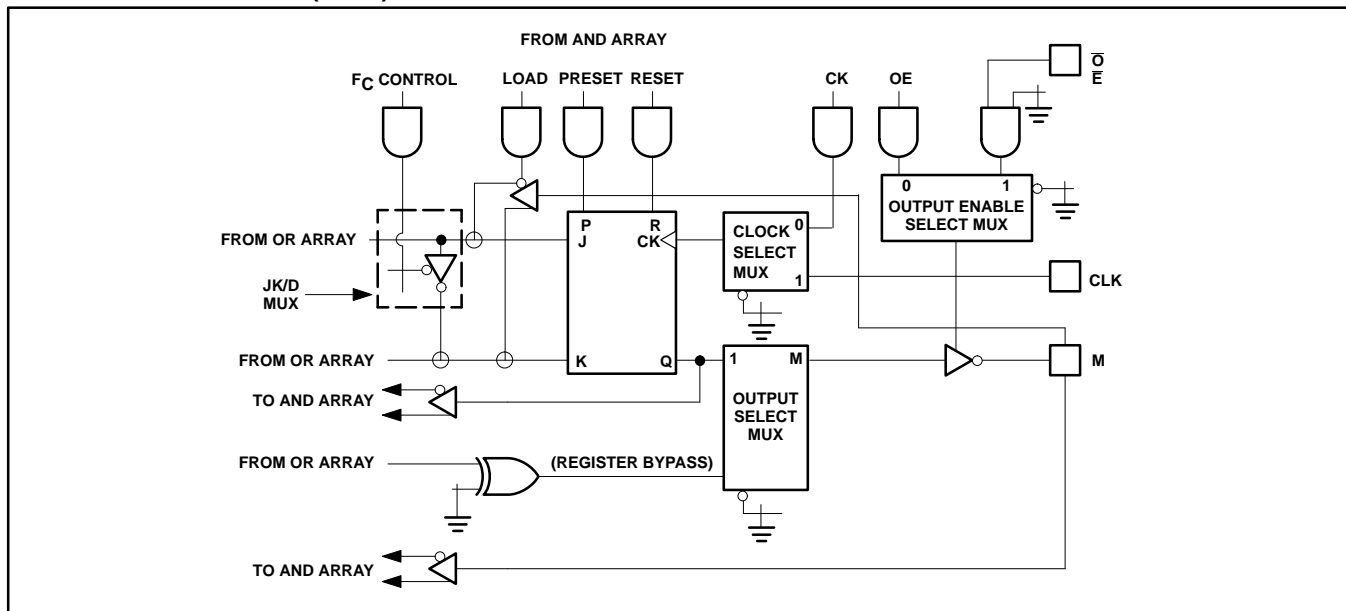 FROM AND ARRAY
FC CONTROL
LOAD
PRESET
RESET
CK
OE
O
E
0
1
OUTPUT ENABLE
SELECT MUX
P
R
J
CK
CLOCK
SELECT
MUX
0
1
FROM OR ARRAY
JK/D
MUX
CLK
FROM OR ARRAY
K
Q
1
M
OUTPUT
SELECT
MUX
M
TO AND ARRAY
FROM OR ARRAY
(REGISTER BYPASS)
TO AND ARRAY